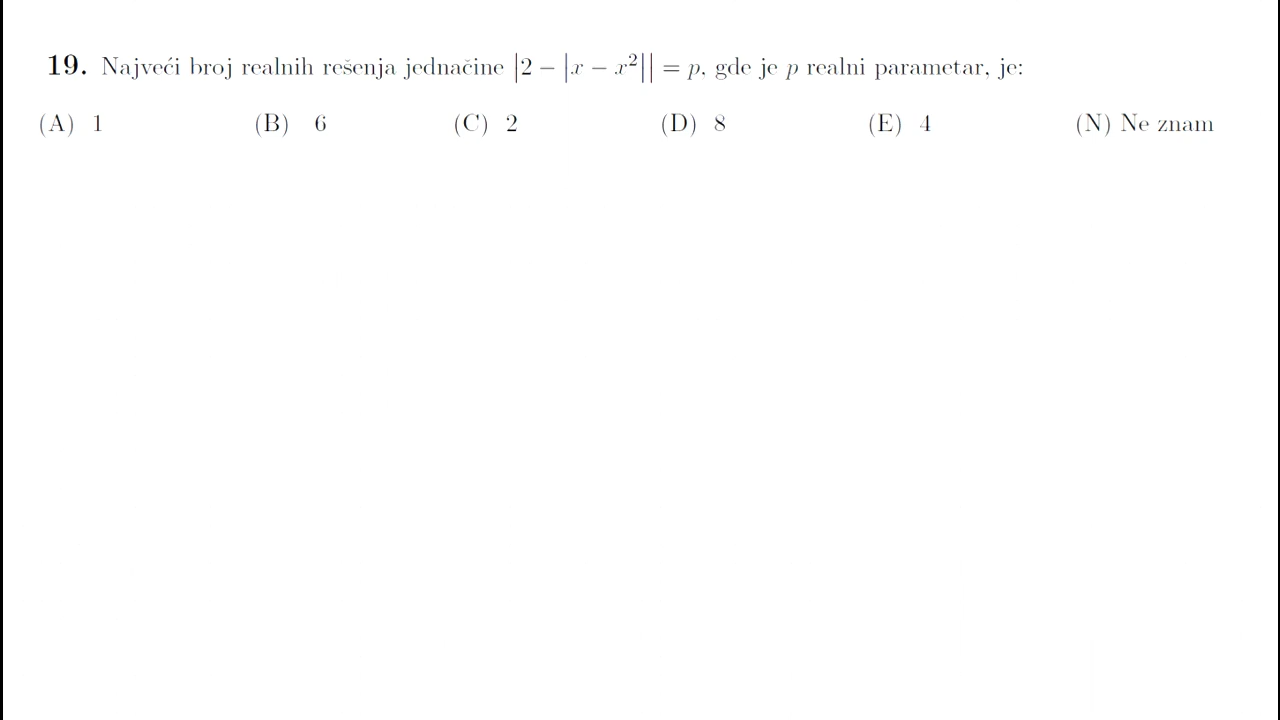 19. Najveći broj realnih rešenja jednačine |2 − |x − x²|| = p, gde je p realni parametar, je:
(A) 1 (B) 6 (C) 2 (D) 8 (E) 4 (N) Ne znam